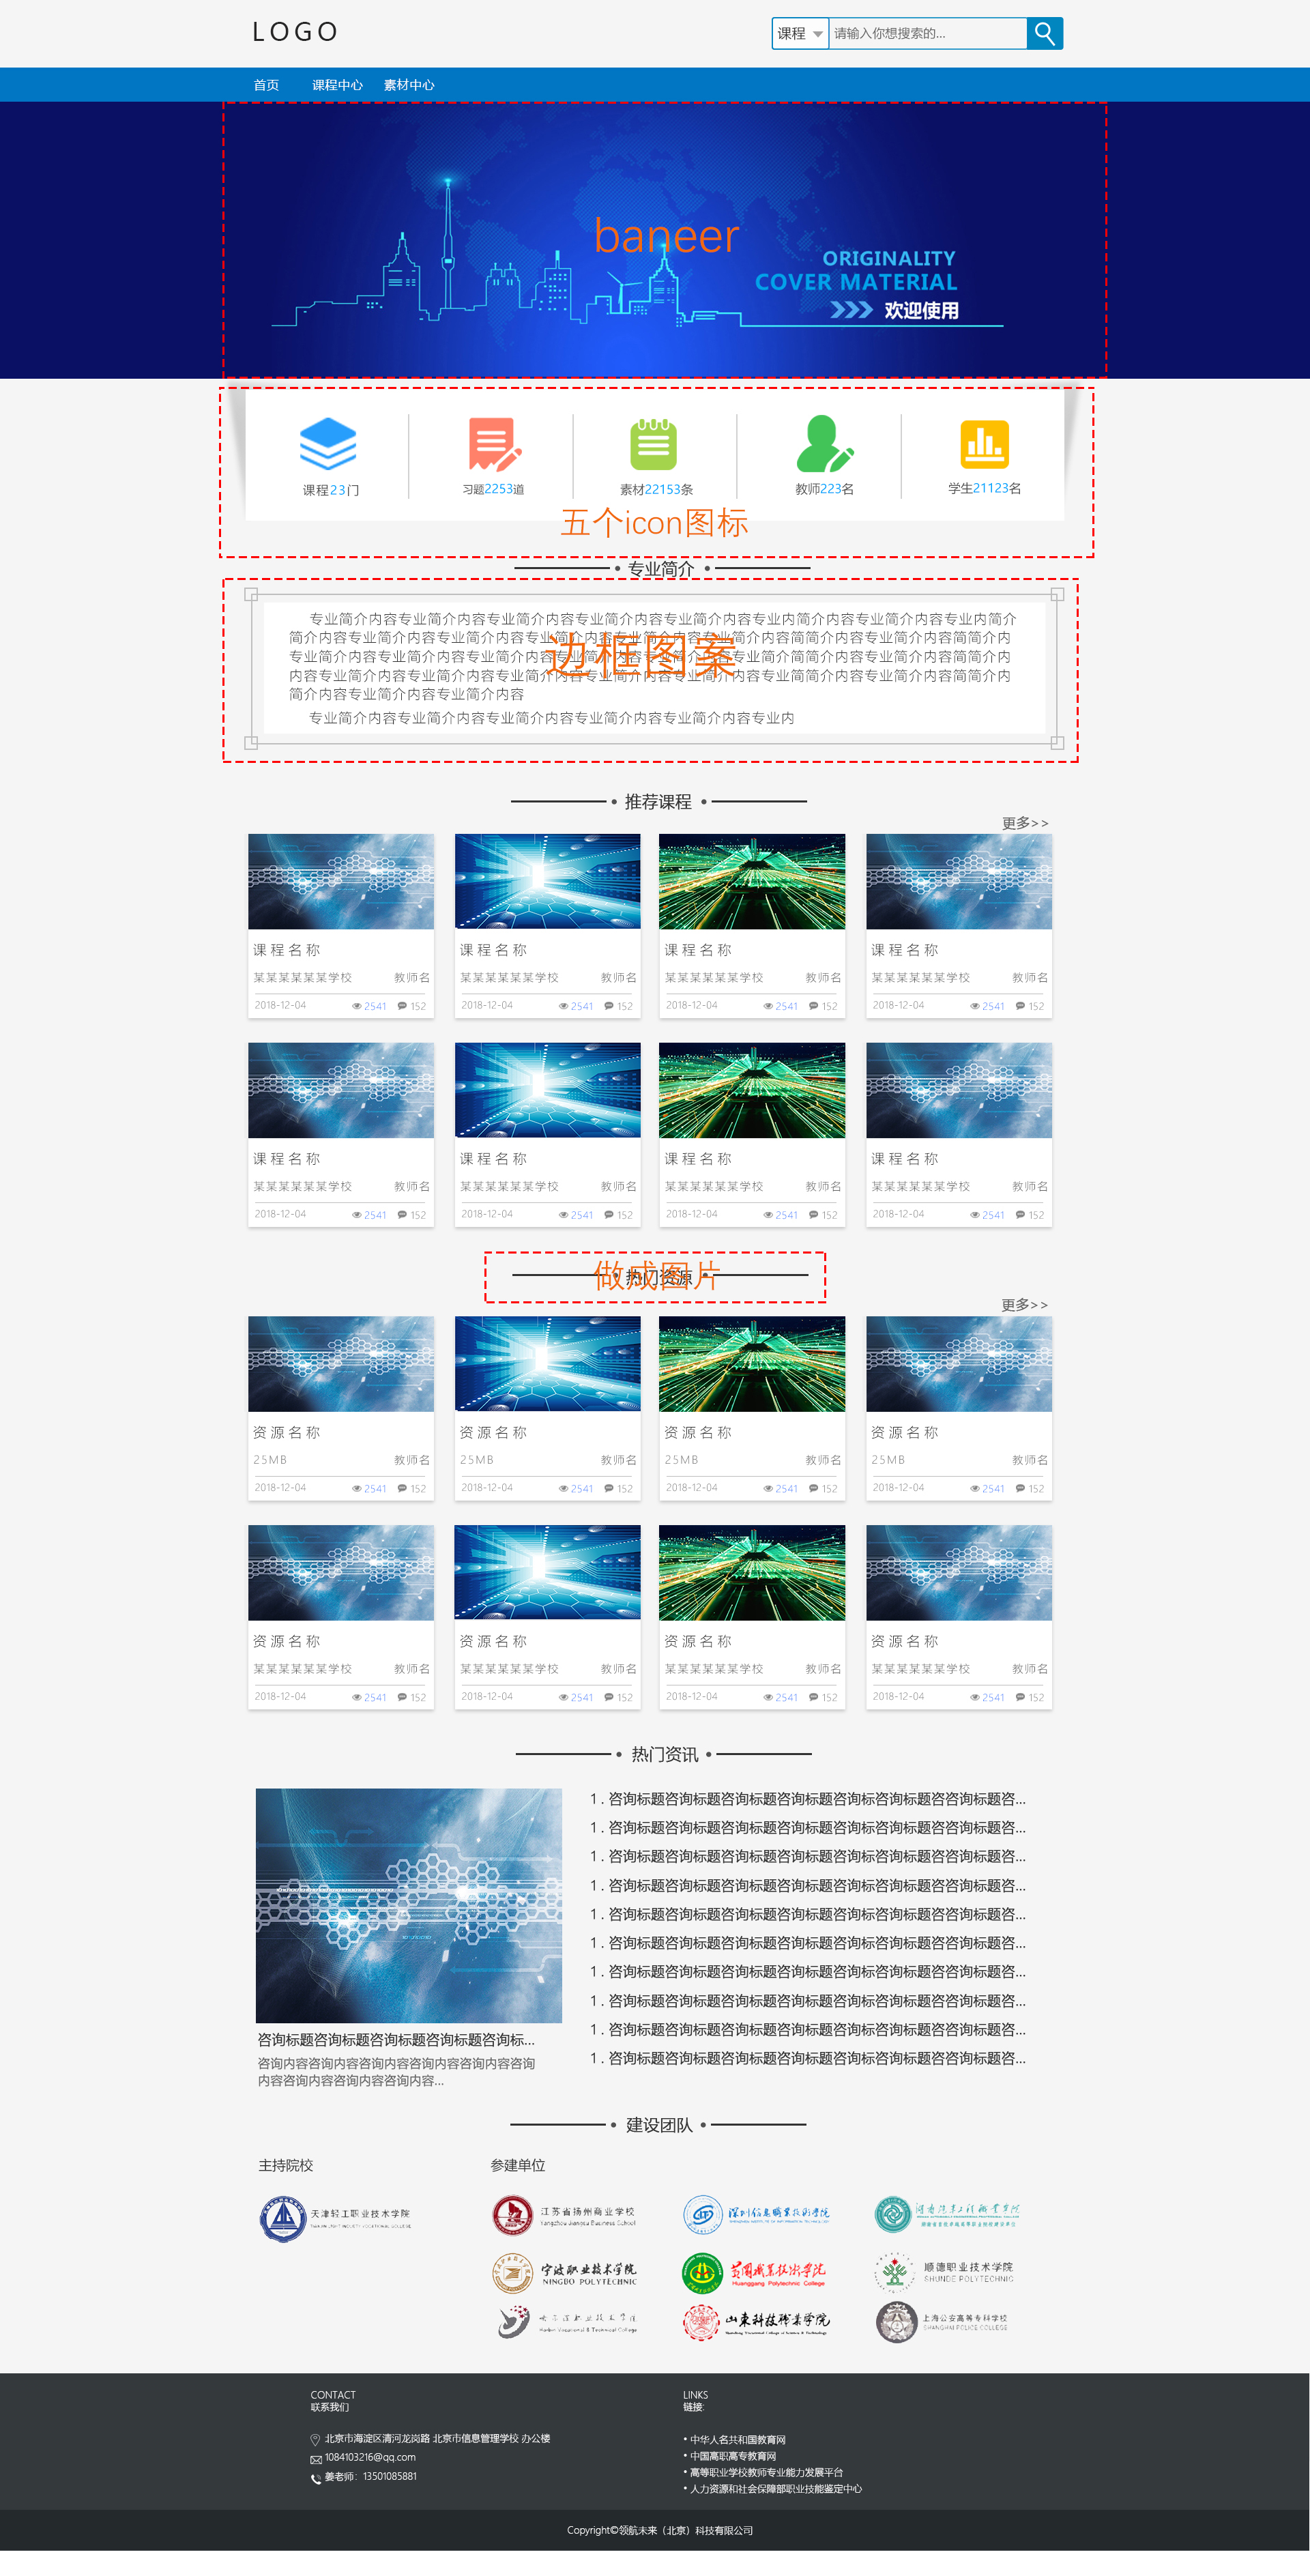 LOGO
课程 请输入你想搜索的...
首页 课程中心 素材中心
baneer
ORIGINALITY
COVER MATERIAL
欢迎使用
课程23门 习题2253道 素材22153条 教师223名 学生21123名
五个icon图标
专业简介
专业简介内容专业简介内容专业简介内容专业简介内容专业简介内容专业内简介内容专业简介内容专业内简介
简介内容专业简介内容专业简介内容专业简介内容专业简介内容专业简介内容简简介内容专业简介内容简简介内
专业简介内容专业简介内容专业简介内容专业简介内容专业简介内容专业简介简简介内容专业简介内容简简介内
内容专业简介内容专业简介内容专业简介内容专业简介内容专业简介内容专业简简介内容专业简介内容简简介内
简介内容专业简介内容专业简介内容
边框图案
专业简介内容专业简介内容专业简介内容专业简介内容专业简介内容专业内
推荐课程
更多>>
课程名称 课程名称 课程名称 课程名称
某某某某某某学校 教师名 某某某某某某学校 教师名 某某某某某某学校 教师名 某某某某某某学校 教师名
2018-12-04 2541 152 2018-12-04 2541 152 2018-12-04 2541 152 2018-12-04 2541 152
课程名称 课程名称 课程名称 课程名称
某某某某某某学校 教师名 某某某某某某学校 教师名 某某某某某某学校 教师名 某某某某某某学校 教师名
2018-12-04 2541 152 2018-12-04 2541 152 2018-12-04 2541 152 2018-12-04 2541 152
热门资源
做成图片
更多>>
资源名称 资源名称 资源名称 资源名称
25MB 教师名 25MB 教师名 25MB 教师名 25MB 教师名
2018-12-04 2541 152 2018-12-04 2541 152 2018-12-04 2541 152 2018-12-04 2541 152
资源名称 资源名称 资源名称 资源名称
某某某某某某学校 教师名 某某某某某某学校 教师名 某某某某某某学校 教师名 某某某某某某学校 教师名
2018-12-04 2541 152 2018-12-04 2541 152 2018-12-04 2541 152 2018-12-04 2541 152
热门资讯
咨询标题咨询标题咨询标题咨询标题咨询标...
咨询内容咨询内容咨询内容咨询内容咨询内容咨询
内容咨询内容咨询内容咨询内容...
1 . 咨询标题咨询标题咨询标题咨询标题咨询标咨询标题咨咨询标题咨...
1 . 咨询标题咨询标题咨询标题咨询标题咨询标咨询标题咨咨询标题咨...
1 . 咨询标题咨询标题咨询标题咨询标题咨询标咨询标题咨咨询标题咨...
1 . 咨询标题咨询标题咨询标题咨询标题咨询标咨询标题咨咨询标题咨...
1 . 咨询标题咨询标题咨询标题咨询标题咨询标咨询标题咨咨询标题咨...
1 . 咨询标题咨询标题咨询标题咨询标题咨询标咨询标题咨咨询标题咨...
1 . 咨询标题咨询标题咨询标题咨询标题咨询标咨询标题咨咨询标题咨...
1 . 咨询标题咨询标题咨询标题咨询标题咨询标咨询标题咨咨询标题咨...
1 . 咨询标题咨询标题咨询标题咨询标题咨询标咨询标题咨咨询标题咨...
1 . 咨询标题咨询标题咨询标题咨询标题咨询标咨询标题咨咨询标题咨...
建设团队
主持院校 参建单位
天津轻工职业技术学院 江苏省扬州商业学校 深圳信息职业技术学院
Yangzhou Jiangsu Business School
宁波职业技术学院 黄冈职业技术学院 顺德职业技术学院
NINGBO POLYTECHNIC Huanggang Polytechnic College SHUNDE POLYTECHNIC
山东科技职业学院 上海公安高等专科学校
SHANGHAI POLICE COLLEGE
CONTACT
联系我们
北京市海淀区清河龙岗路 北京市信息管理学校 办公楼
1084103216@qq.com
姜老师：13501085881
LINKS
链接:
• 中华人名共和国教育网
• 中国高职高专教育网
• 高等职业学校教师专业能力发展平台
• 人力资源和社会保障部职业技能鉴定中心
Copyright©领航未来（北京）科技有限公司